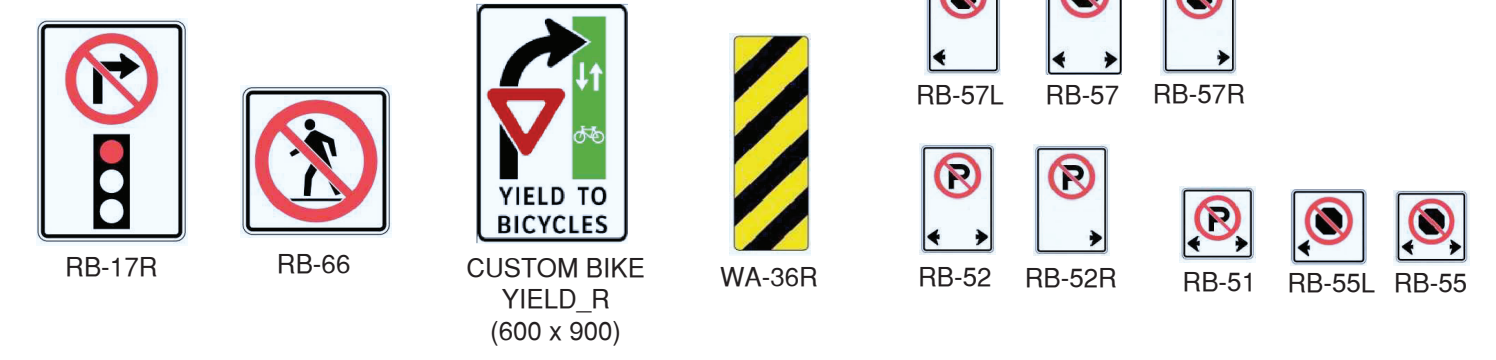 RB-17R
RB-66
YIELD TO
BICYCLES
CUSTOM BIKE
YIELD_R
(600 x 900)
WA-36R
RB-57L
RB-57
RB-57R
P
P
RB-52
RB-52R
P
RB-51
RB-55L
RB-55